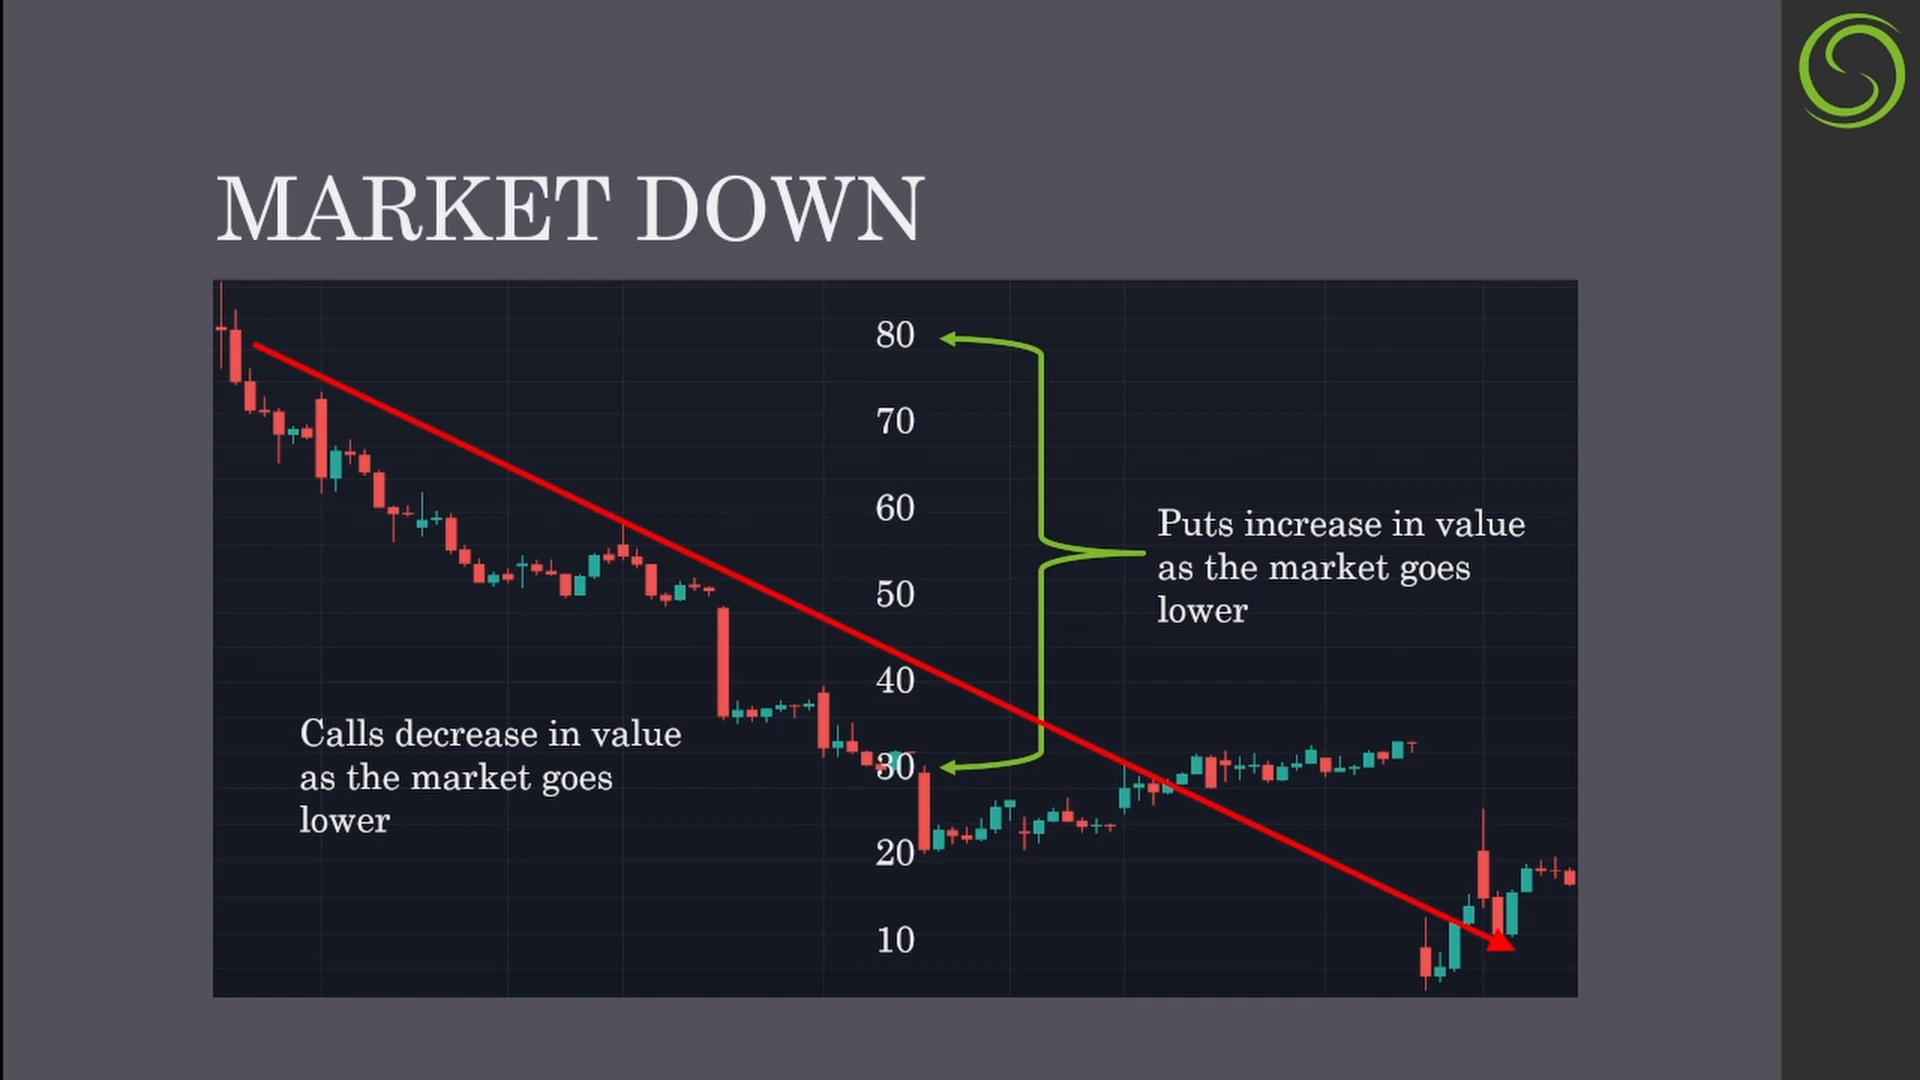 MARKET DOWN
80
70
60
50
40
30
20
10
Puts increase in value
as the market goes
lower
Calls decrease in value
as the market goes
lower